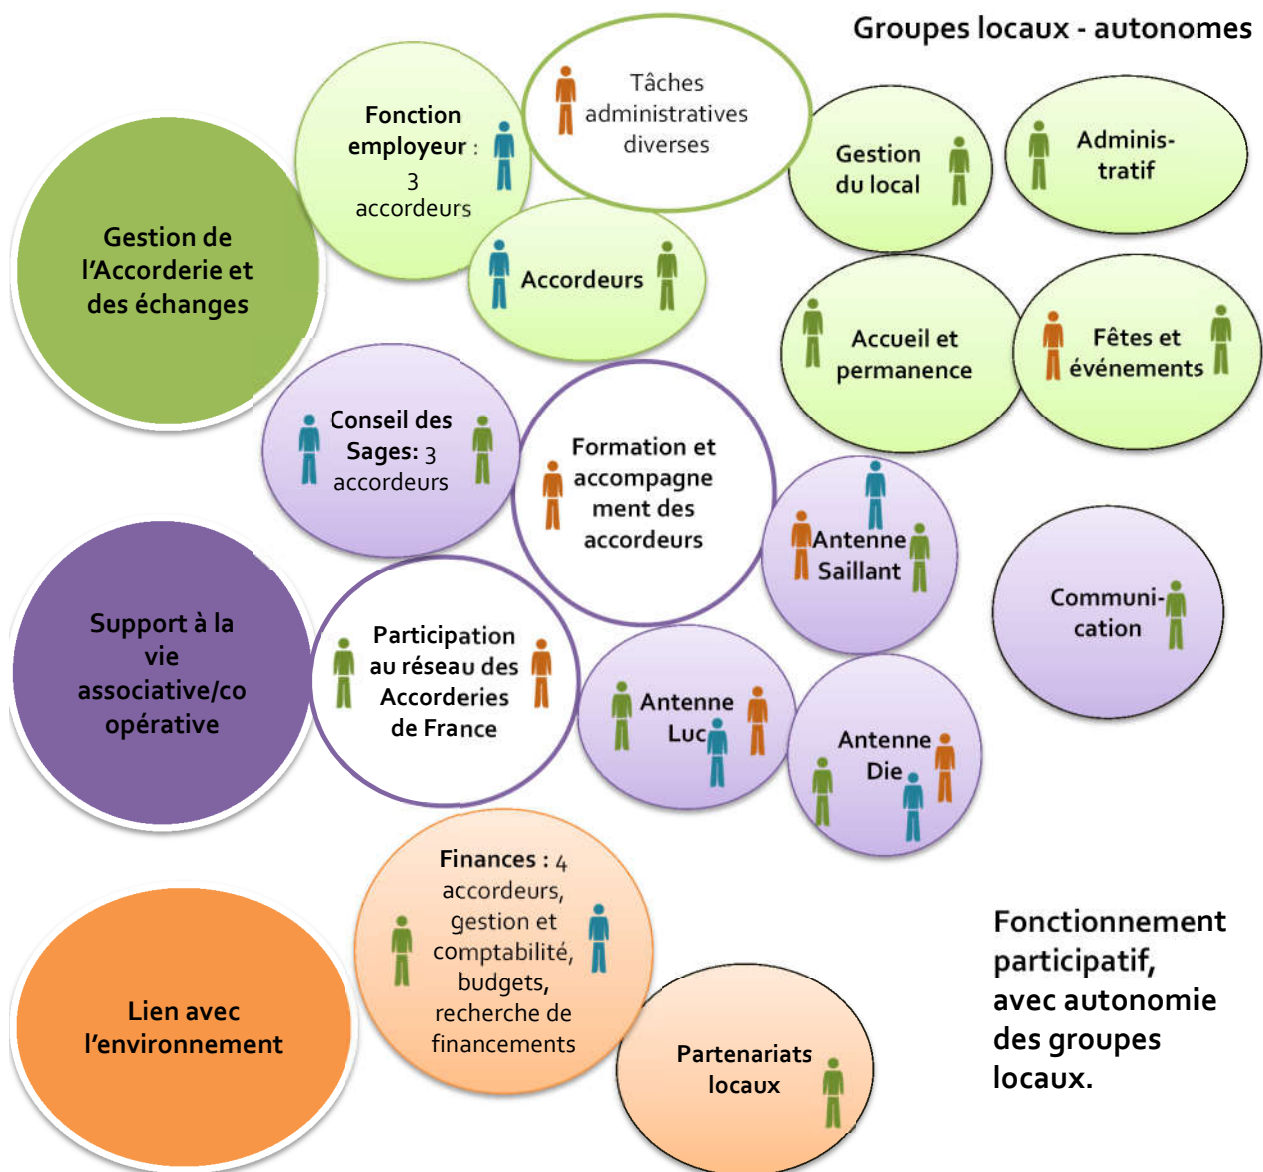 Groupes locaux - autonomes
Fonction
employeur :
3
accordeurs
Tâches
administratives
diverses
Gestion
du local
Adminis-
tratif
Gestion de
l'Accorderie et
des échanges
Accordeurs
Accueil et
permanence
Fêtes et
événements
Conseil des
Sages: 3
accordeurs
Formation et
accompagne
ment des
accordeurs
Antenne
Saillant
Communi-
cation
Support à la
vie
associative/co
opérative
Participation
au réseau des
Accorderies
de France
Antenne
Luc
Antenne
Die
Finances : 4
accordeurs,
gestion et
comptabilité,
budgets,
recherche de
financements
Lien avec
l'environnement
Partenariats
locaux
Fonctionnement
participatif,
avec autonomie
des groupes
locaux.